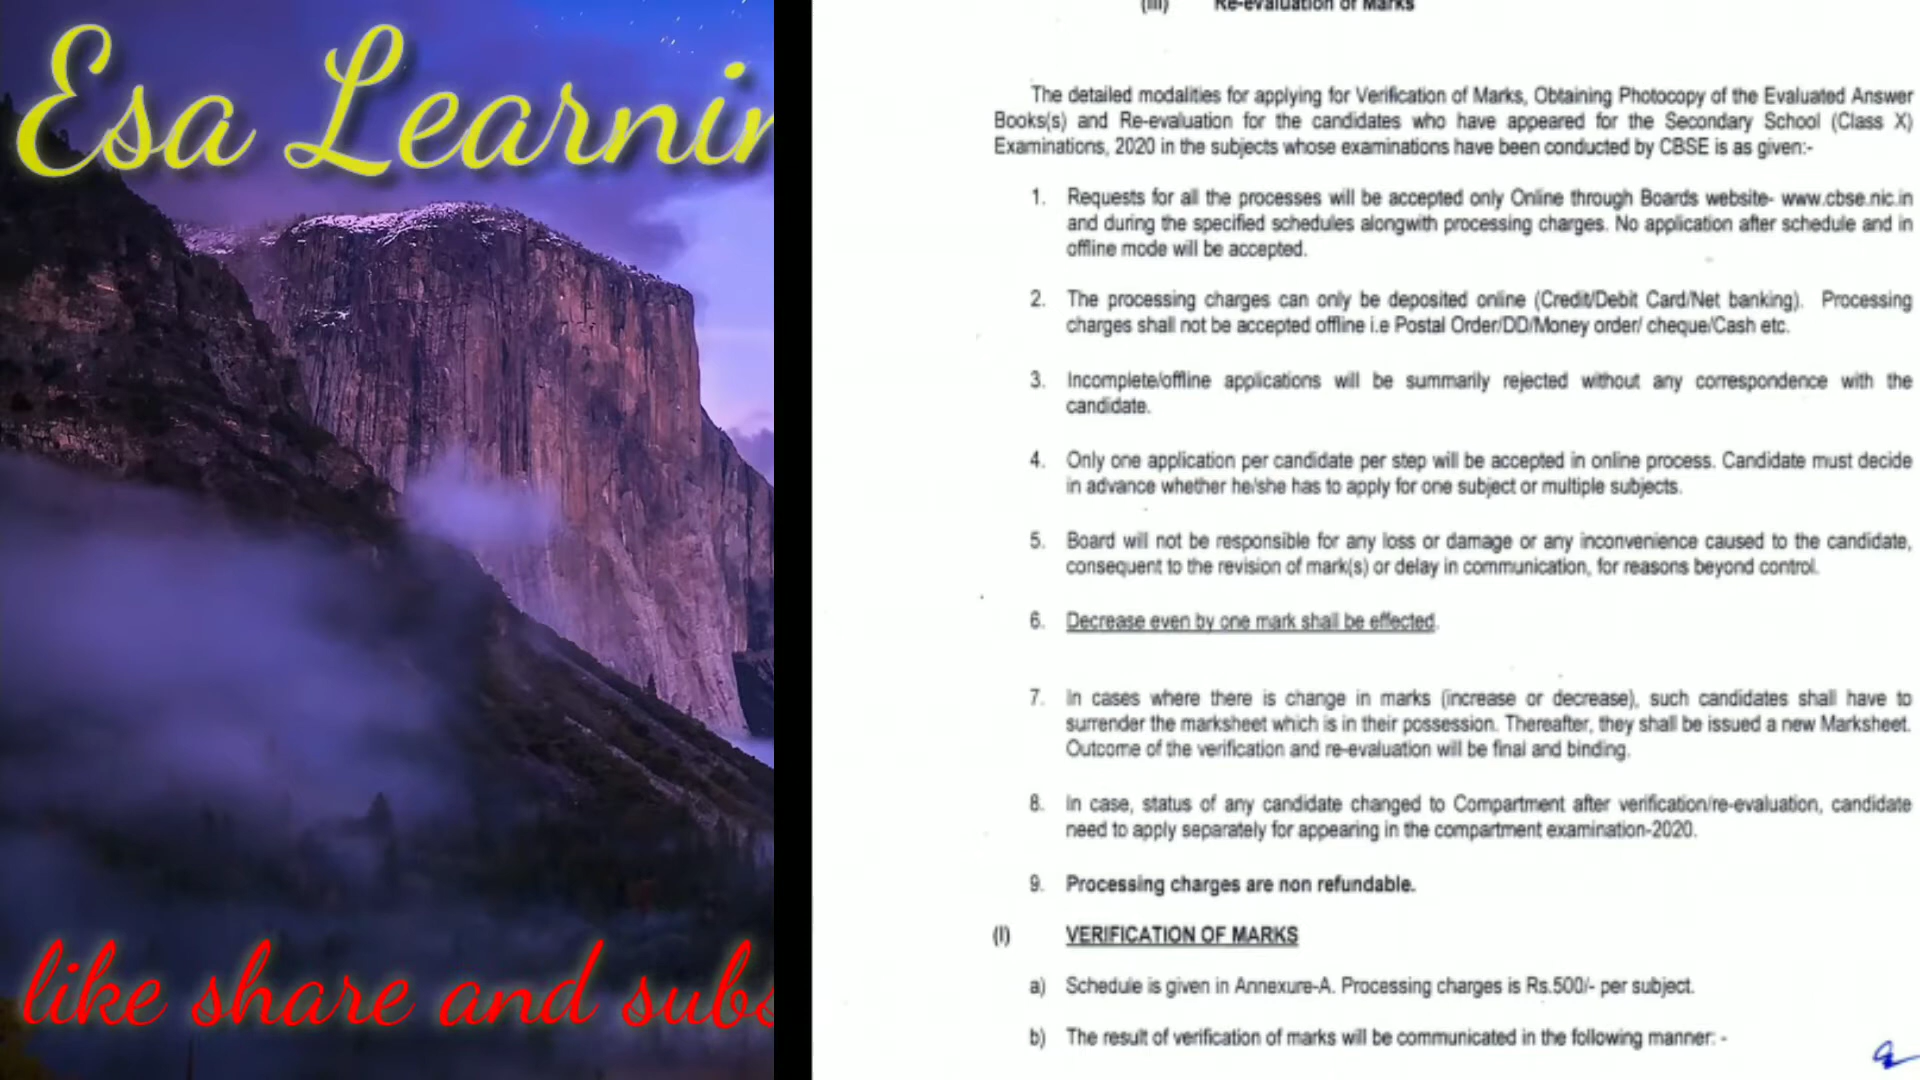 Esa Learnin
like share and subs
(III) Re-evaluation of Marks
The detailed modalities for applying for Verification of Marks, Obtaining Photocopy of the Evaluated Answer
Books(s) and Re-evaluation for the candidates who have appeared for the Secondary School (Class X)
Examinations, 2020 in the subjects whose examinations have been conducted by CBSE is as given:-
1. Requests for all the processes will be accepted only Online through Boards website- www.cbse.nic.in
and during the specified schedules alongwith processing charges. No application after schedule and in
offline mode will be accepted.
2. The processing charges can only be deposited online (Credit/Debit Card/Net banking). Processing
charges shall not be accepted offline i.e Postal Order/DD/Money order/ cheque/Cash etc.
3. Incomplete/offline applications will be summarily rejected without any correspondence with the
candidate.
4. Only one application per candidate per step will be accepted in online process. Candidate must decide
in advance whether he/she has to apply for one subject or multiple subjects.
5. Board will not be responsible for any loss or damage or any inconvenience caused to the candidate,
consequent to the revision of mark(s) or delay in communication, for reasons beyond control.
6. Decrease even by one mark shall be effected.
7. In cases where there is change in marks (increase or decrease), such candidates shall have to
surrender the marksheet which is in their possession. Thereafter, they shall be issued a new Marksheet.
Outcome of the verification and re-evaluation will be final and binding.
8. In case, status of any candidate changed to Compartment after verification/re-evaluation, candidate
need to apply separately for appearing in the compartment examination-2020.
9. Processing charges are non refundable.
(I) VERIFICATION OF MARKS
a) Schedule is given in Annexure-A. Processing charges is Rs.500/- per subject.
b) The result of verification of marks will be communicated in the following manner: -